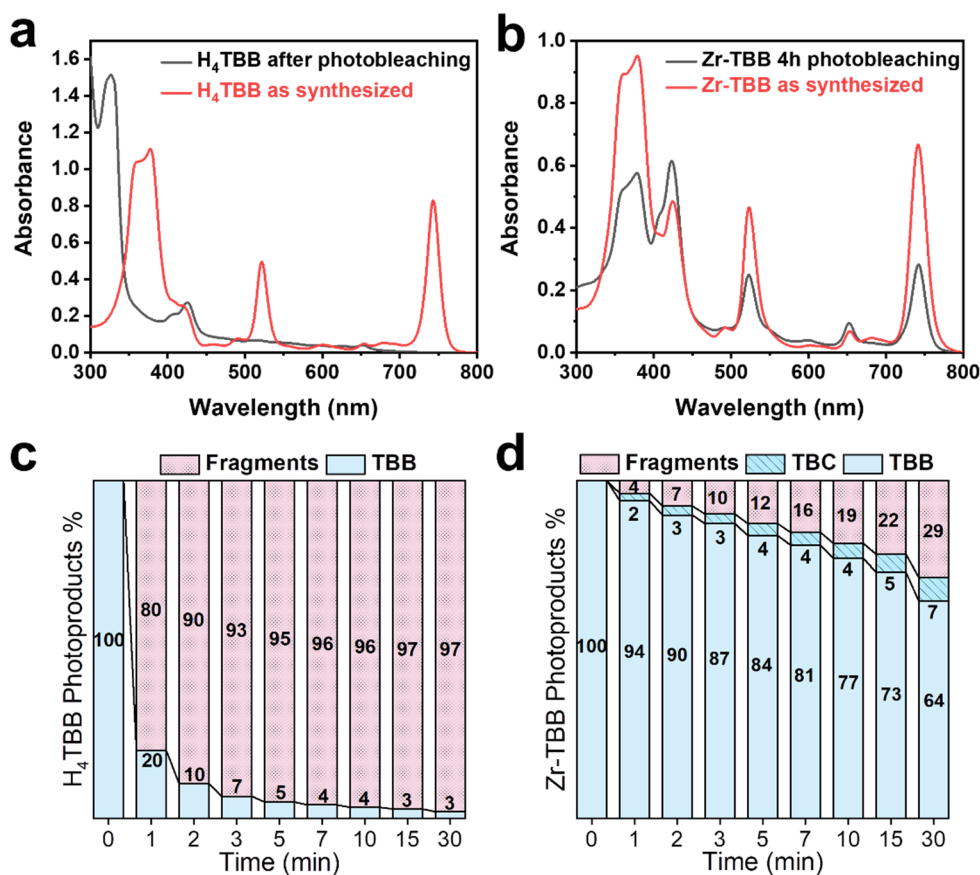 a
H₄TBB after photobleaching
H₄TBB as synthesized
Absorbance
1.6
1.4
1.2
1.0
0.8
0.6
0.4
0.2
0.0
300 400 500 600 700 800
Wavelength (nm)
b
Zr-TBB 4h photobleaching
Zr-TBB as synthesized
Absorbance
1.0
0.8
0.6
0.4
0.2
0.0
300 400 500 600 700 800
Wavelength (nm)
c
Fragments TBB
H₄TBB Photoproducts %
80 90 93 95 96 96 97 97
100
20 10 7 5 4 4 3 3
0 1 2 3 5 7 10 15 30
Time (min)
d
Fragments TBC TBB
Zr-TBB Photoproducts %
4 7 10 12 16 19 22 29
2 3 3 4 4 4 5 7
100 94 90 87 84 81 77 73 64
0 1 2 3 5 7 10 15 30
Time (min)